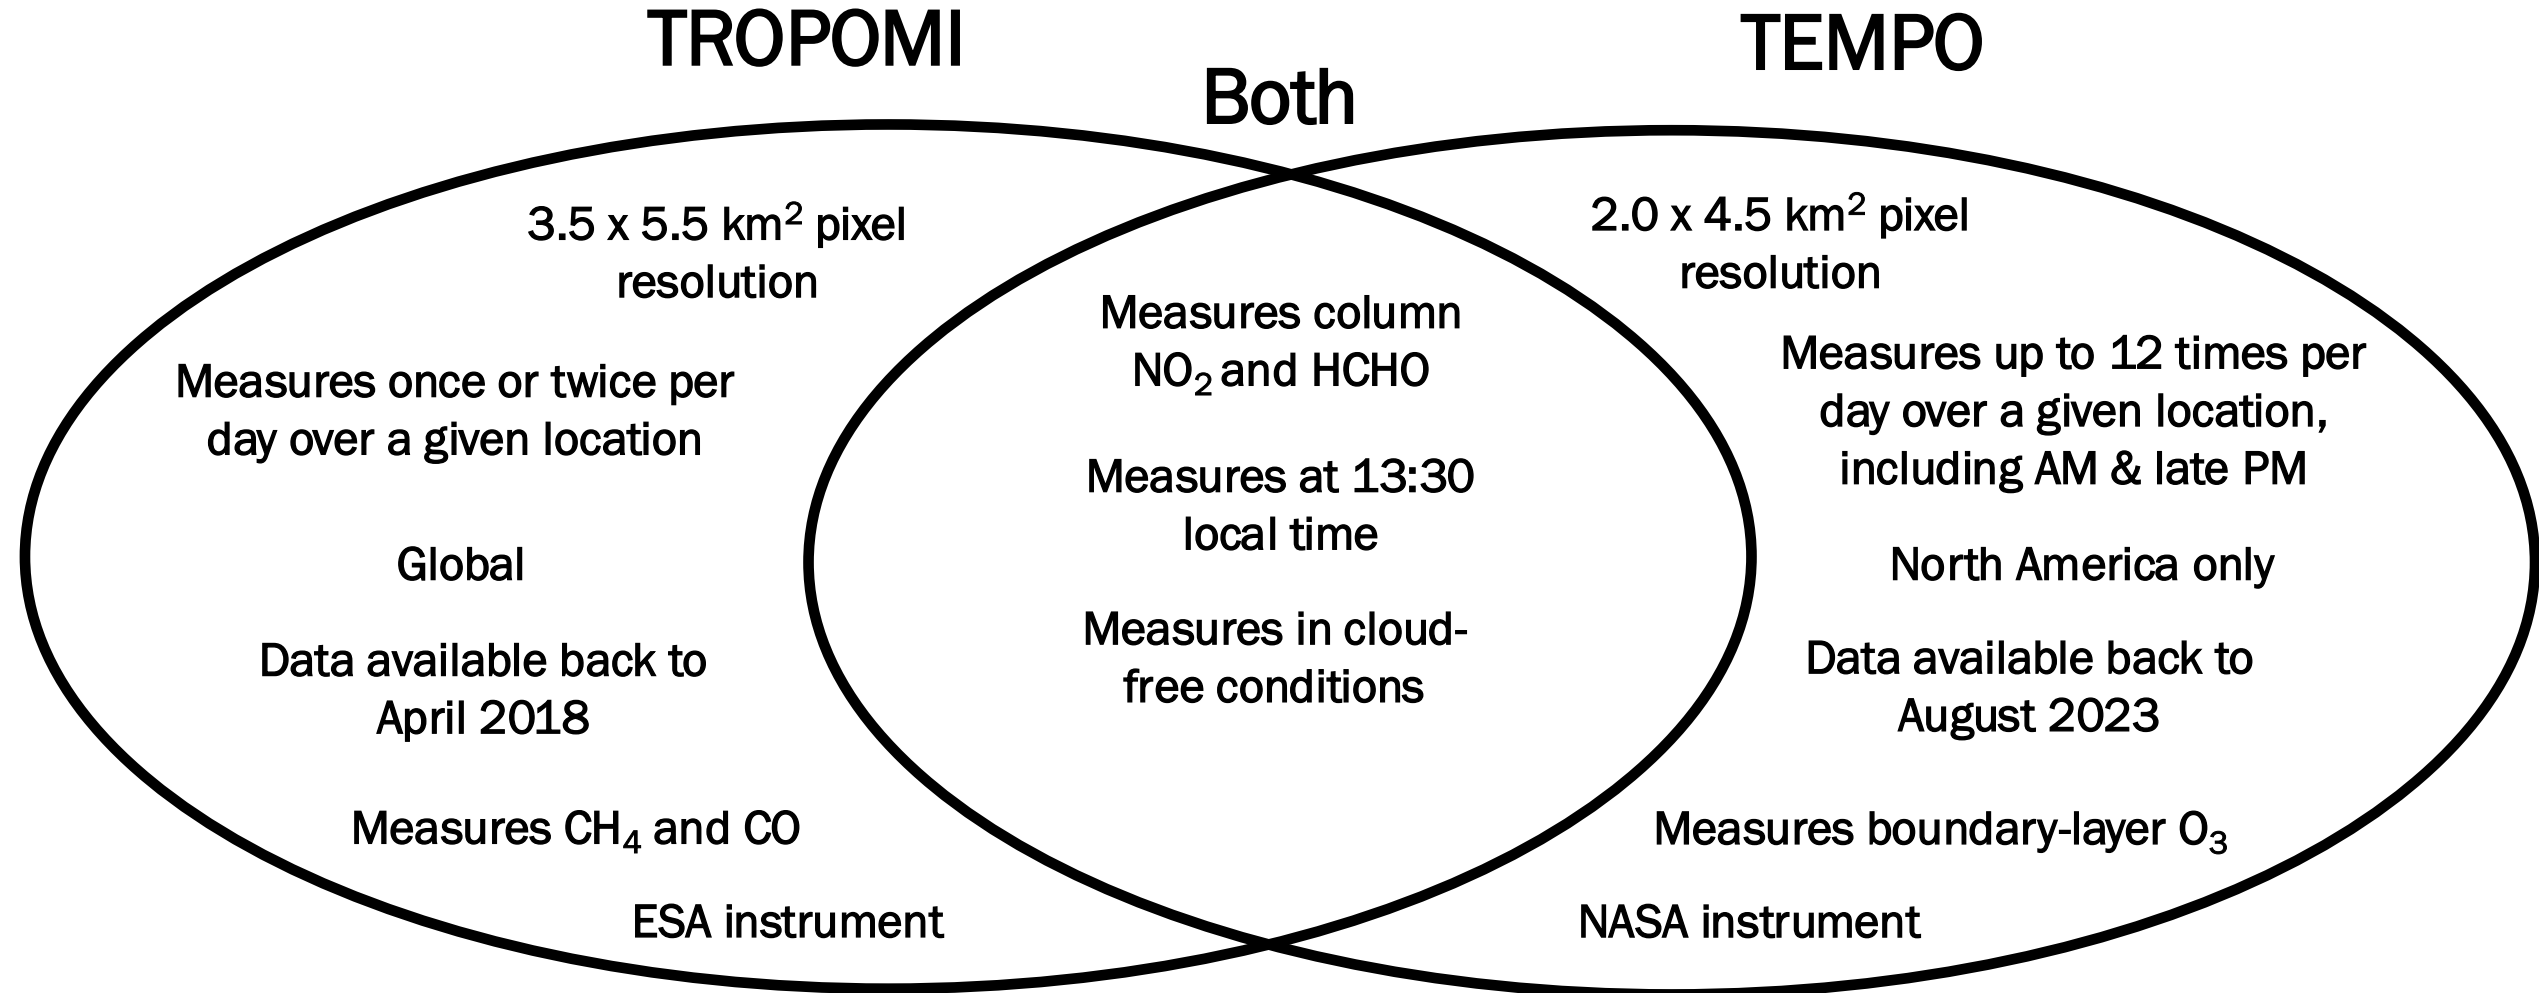 TROPOMI
TEMPO
Both
3.5 x 5.5 km² pixel
resolution
Measures once or twice per
day over a given location
Global
Data available back to
April 2018
Measures CH₄ and CO
ESA instrument
Measures column
NO₂ and HCHO
Measures at 13:30
local time
Measures in cloud-
free conditions
2.0 x 4.5 km² pixel
resolution
Measures up to 12 times per
day over a given location,
including AM & late PM
North America only
Data available back to
August 2023
Measures boundary-layer O₃
NASA instrument